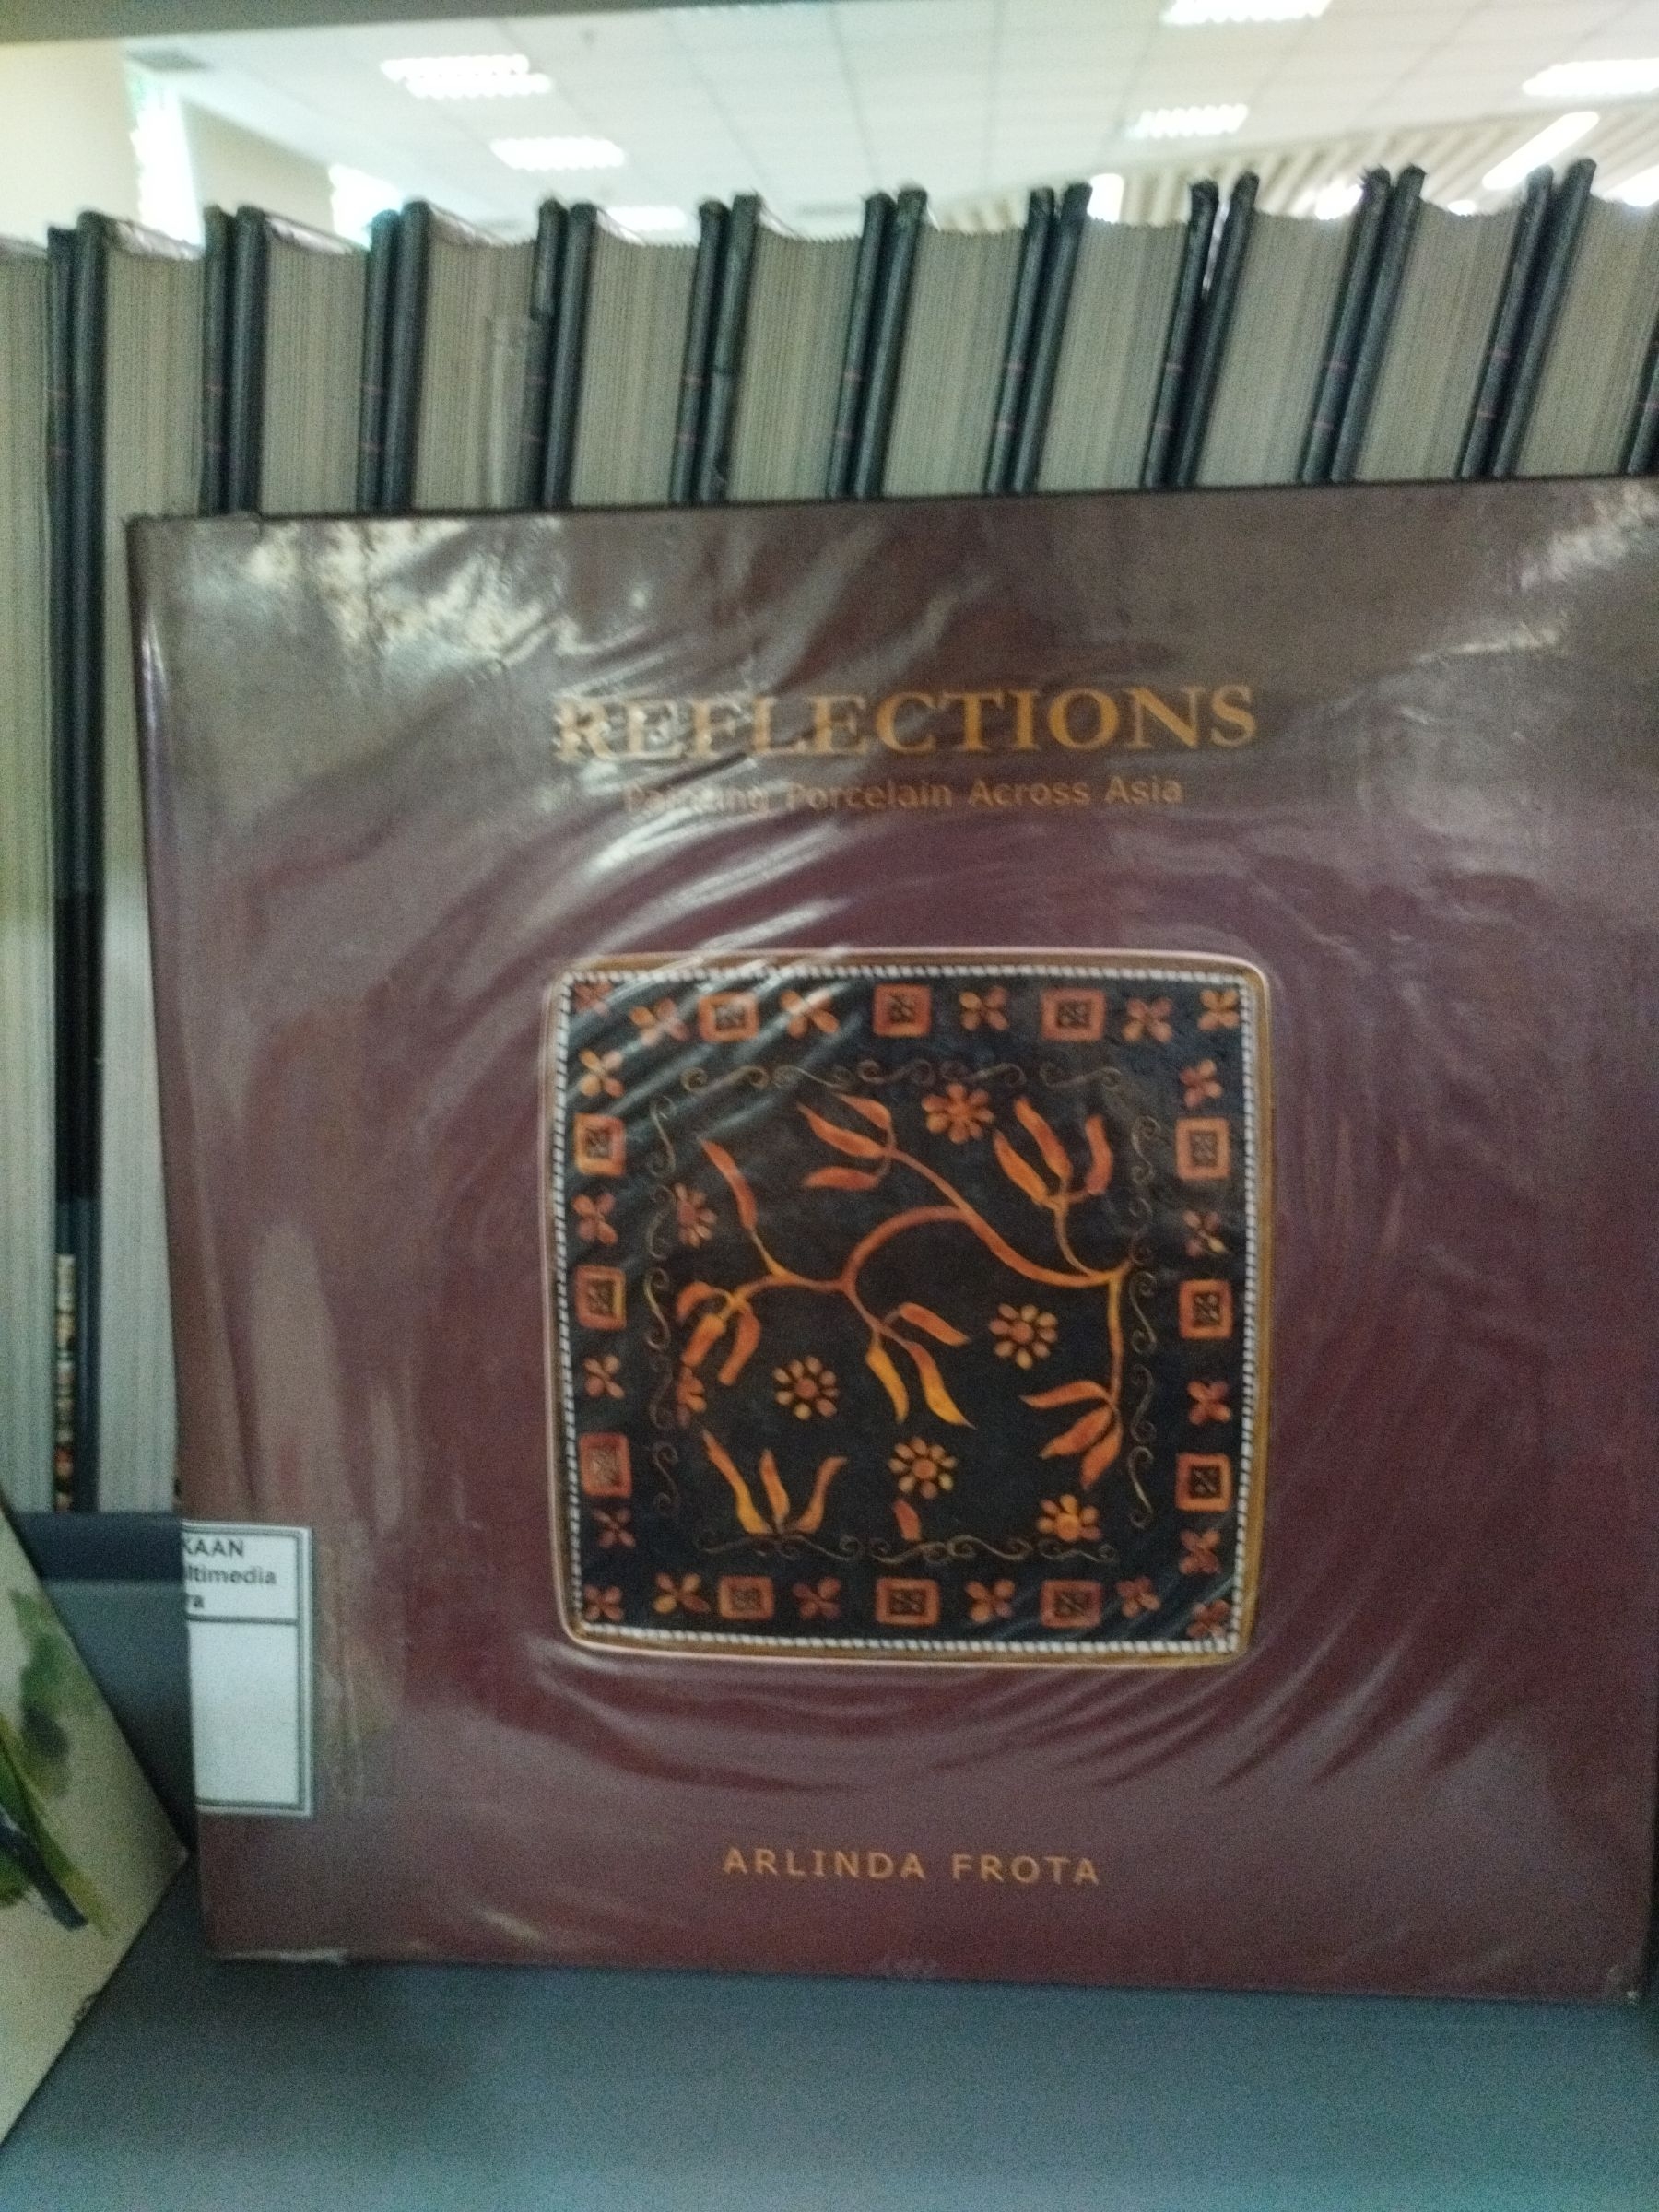 REFLECTIONS
Painting Porcelain Across Asia
KAAN
ltimedia
ra
ARLINDA FROTA